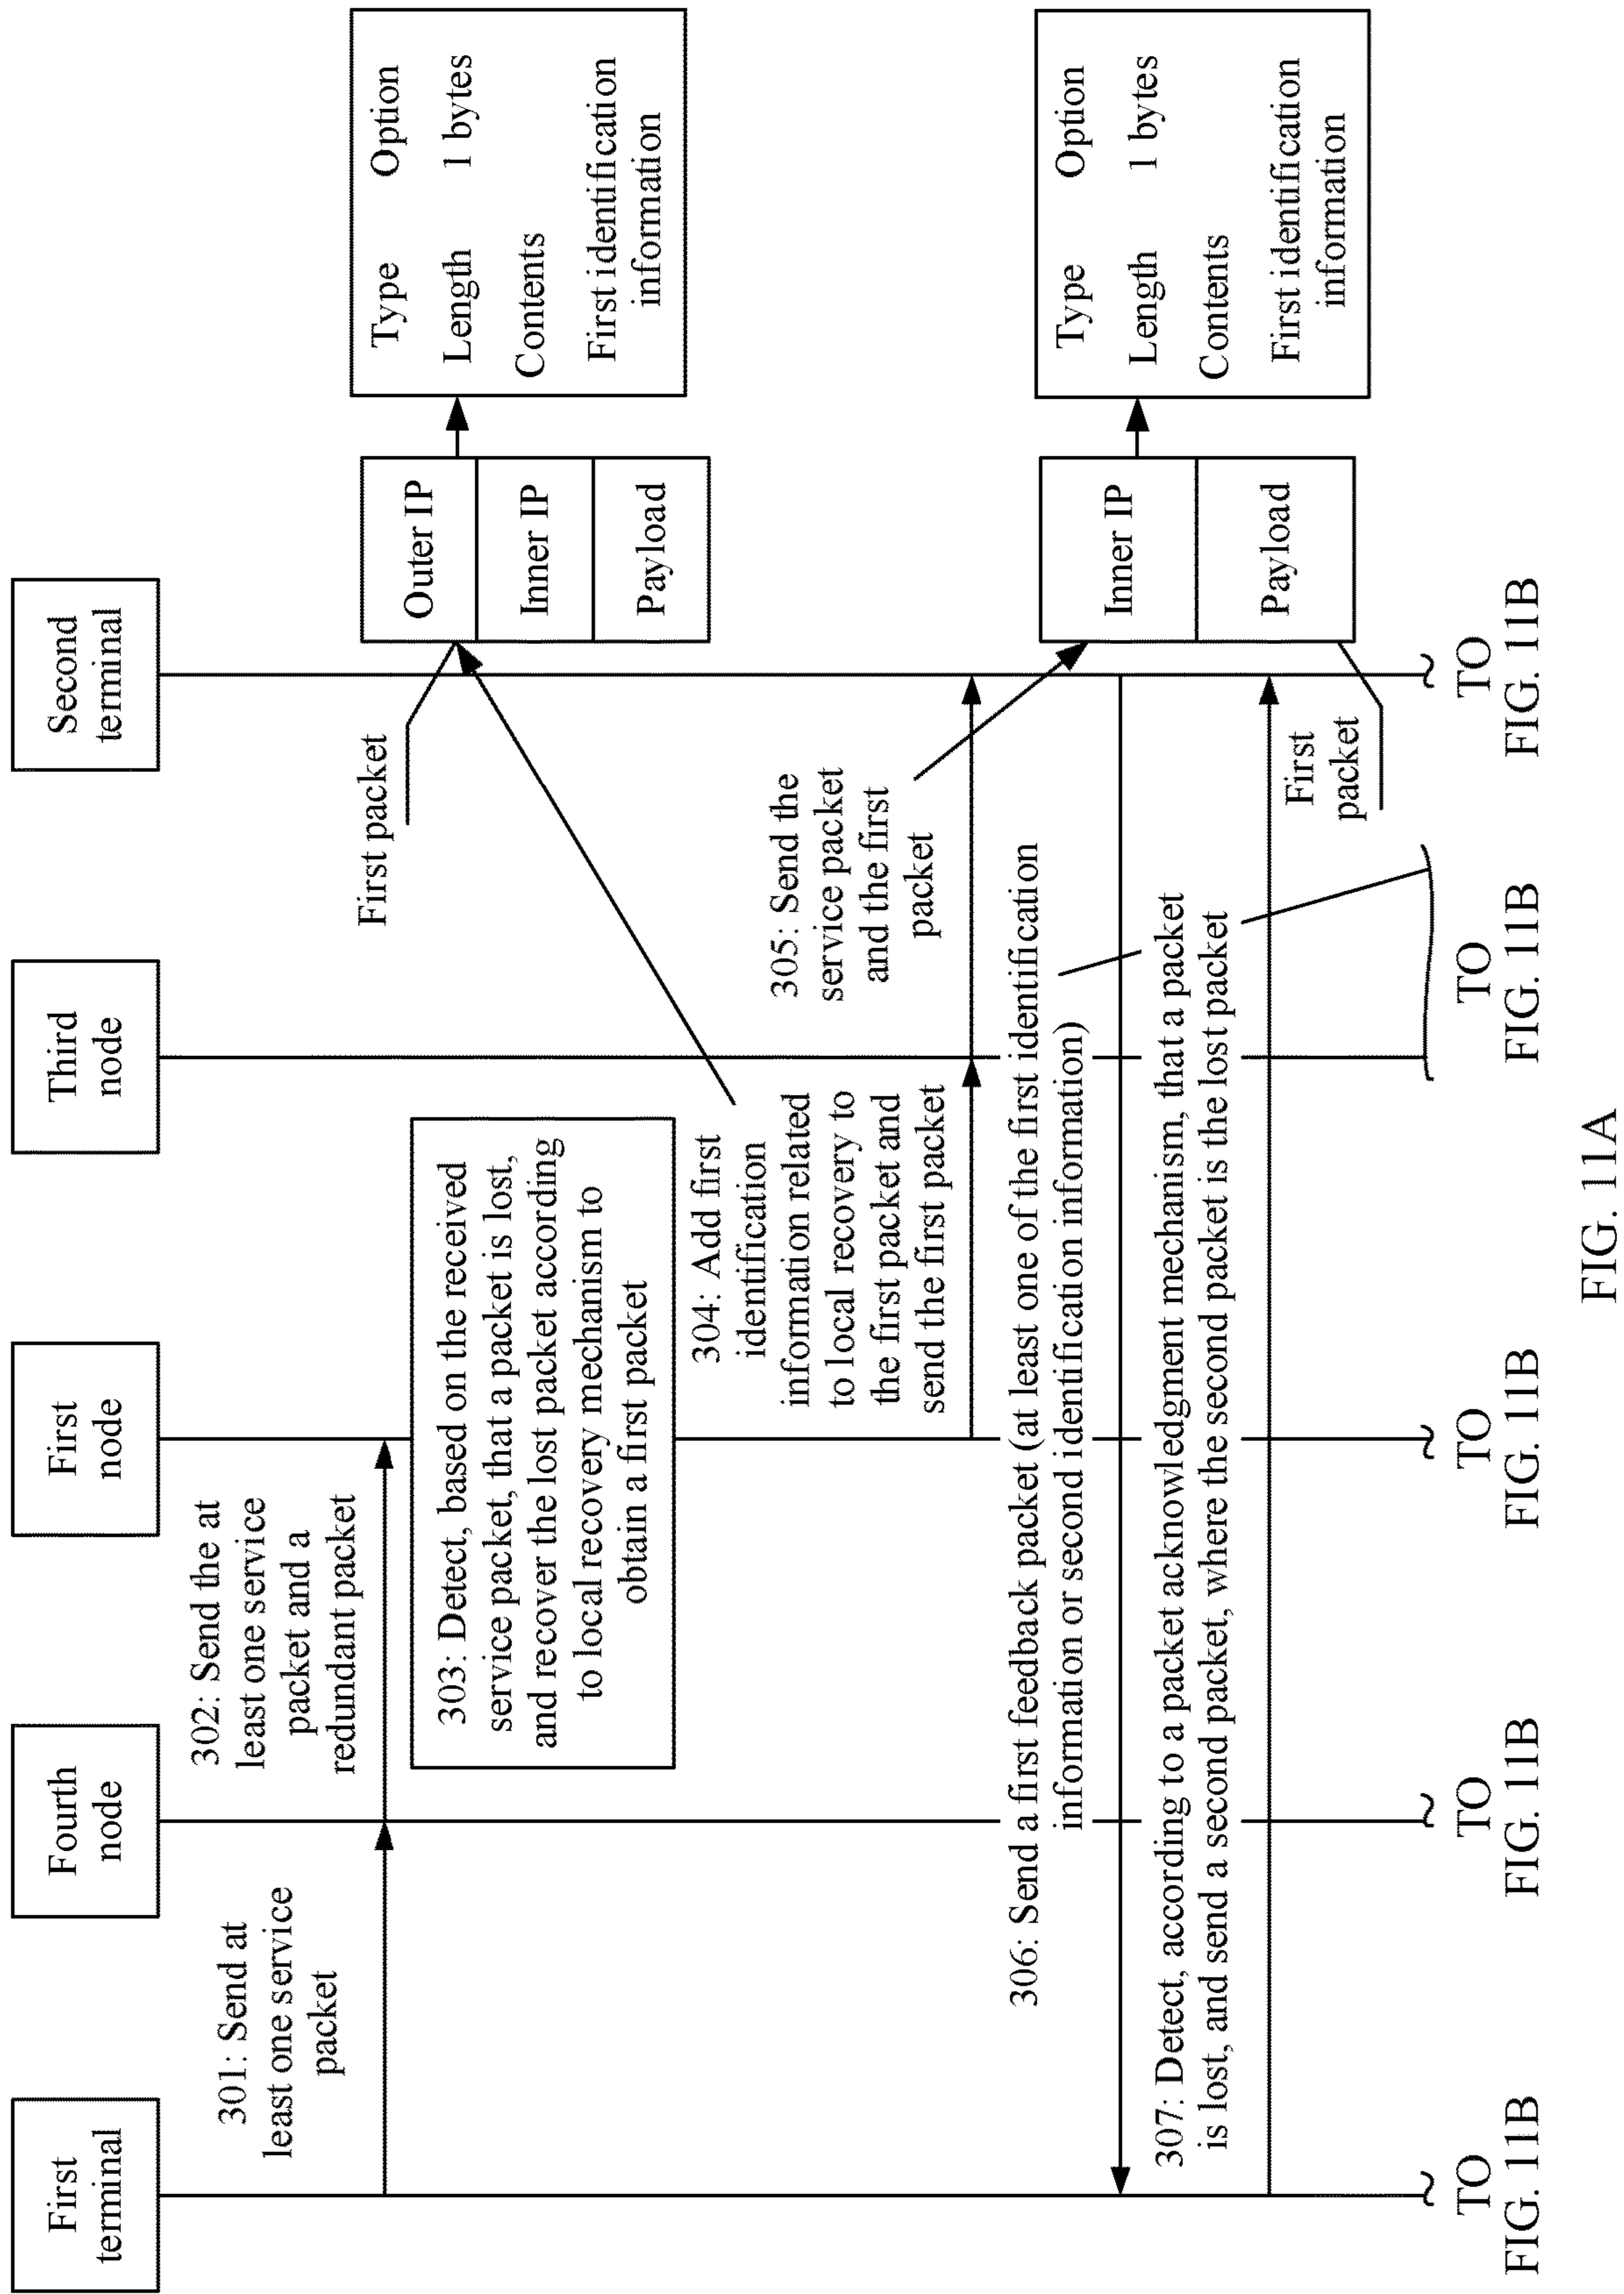 First
terminal
Fourth
node
First
node
Third
node
Second
terminal
301: Send at
least one service
packet
302: Send the at
least one service
packet and a
redundant packet
303: Detect, based on the received
service packet, that a packet is lost,
and recover the lost packet according
to local recovery mechanism to
obtain a first packet
First packet
Outer IP
Inner IP
Payload
Type Option
Length 1 bytes
Contents
First identification
information
304: Add first
identification
information related
to local recovery to
the first packet and
send the first packet
305: Send the
service packet
and the first
packet
306: Send a first feedback packet (at least one of the first identification
information or second identification information)
307: Detect, according to a packet acknowledgment mechanism, that a packet
is lost, and send a second packet, where the second packet is the lost packet
Inner IP
Payload
First
packet
Type Option
Length 1 bytes
Contents
First identification
information
TO
FIG. 11B
TO
FIG. 11B
TO
FIG. 11B
TO
FIG. 11B
TO
FIG. 11B
FIG. 11A